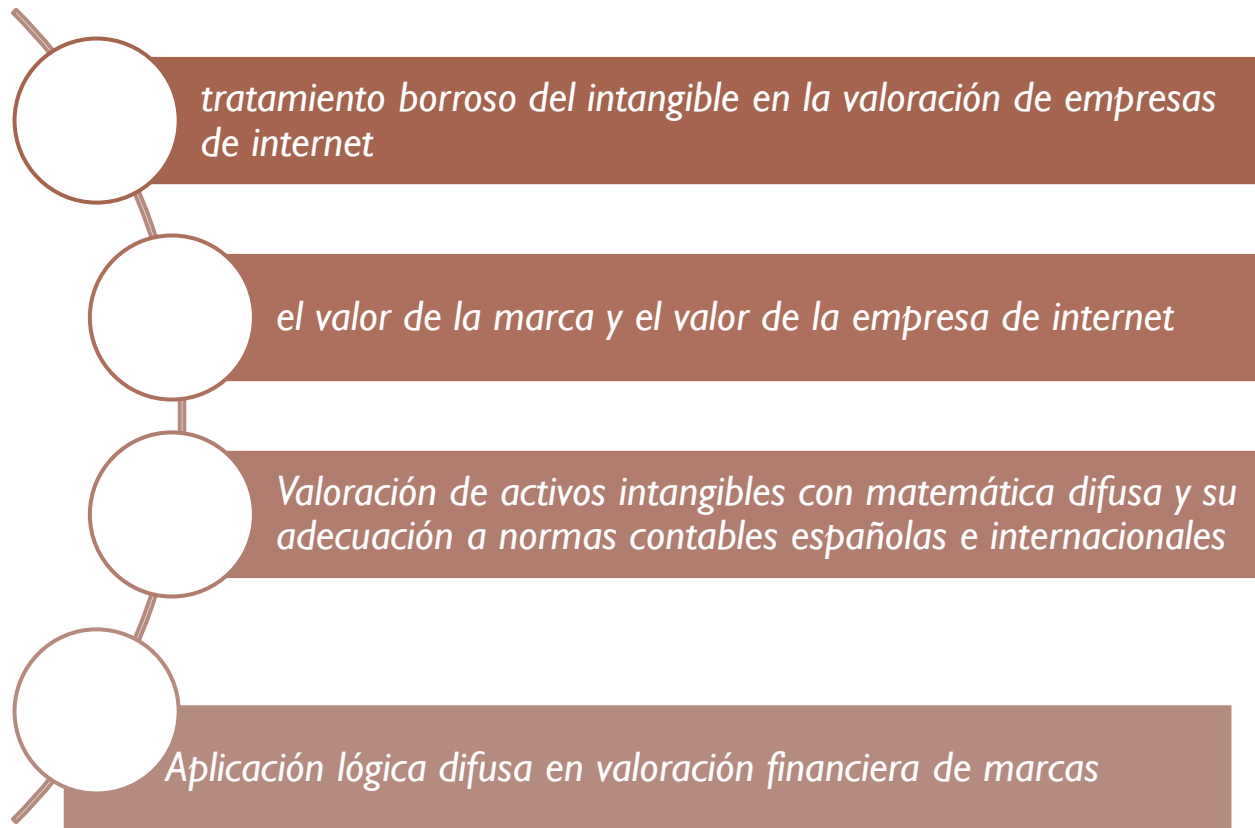 tratamiento borroso del intangible en la valoración de empresas
de internet
el valor de la marca y el valor de la empresa de internet
Valoración de activos intangibles con matemática difusa y su
adecuación a normas contables españolas e internacionales
Aplicación lógica difusa en valoración financiera de marcas